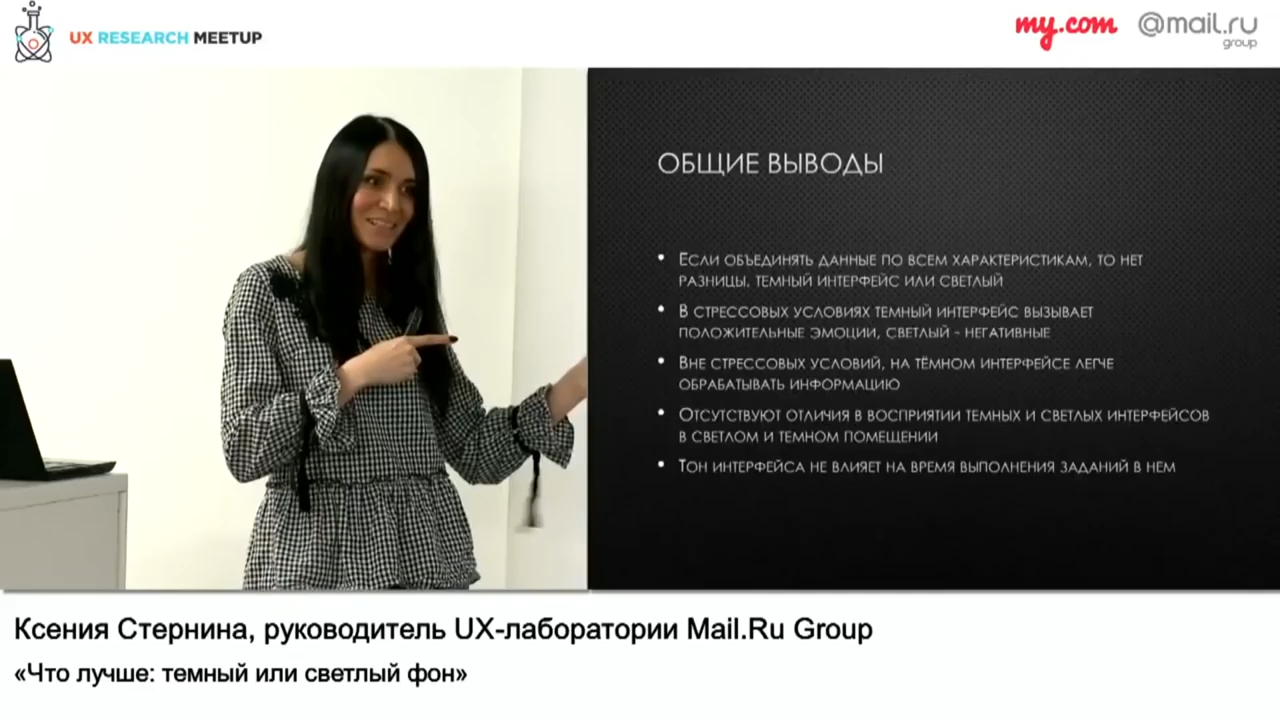 UX RESEARCH MEETUP
my.com @mail.ru
group
ОБЩИЕ ВЫВОДЫ
• ЕСЛИ ОБЪЕДИНЯТЬ ДАННЫЕ ПО ВСЕМ ХАРАКТЕРИСТИКАМ, ТО НЕТ
РАЗНИЦЫ, ТЕМНЫЙ ИНТЕРФЕЙС ИЛИ СВЕТЛЫЙ
• В СТРЕССОВЫХ УСЛОВИЯХ ТЕМНЫЙ ИНТЕРФЕЙС ВЫЗЫВАЕТ
ПОЛОЖИТЕЛЬНЫЕ ЭМОЦИИ, СВЕТЛЫЙ - НЕГАТИВНЫЕ
• ВНЕ СТРЕССОВЫХ УСЛОВИЙ, НА ТЁМНОМ ИНТЕРФЕЙСЕ ЛЕГЧЕ
ОБРАБАТЫВАТЬ ИНФОРМАЦИЮ
• ОТСУТСТВУЮТ ОТЛИЧИЯ В ВОСПРИЯТИИ ТЕМНЫХ И СВЕТЛЫХ ИНТЕРФЕЙСОВ
В СВЕТЛОМ И ТЕМНОМ ПОМЕЩЕНИИ
• ТОН ИНТЕРФЕЙСА НЕ ВЛИЯЕТ НА ВРЕМЯ ВЫПОЛНЕНИЯ ЗАДАНИЙ В НЕМ
Ксения Стернина, руководитель UX-лаборатории Mail.Ru Group
«Что лучше: темный или светлый фон»